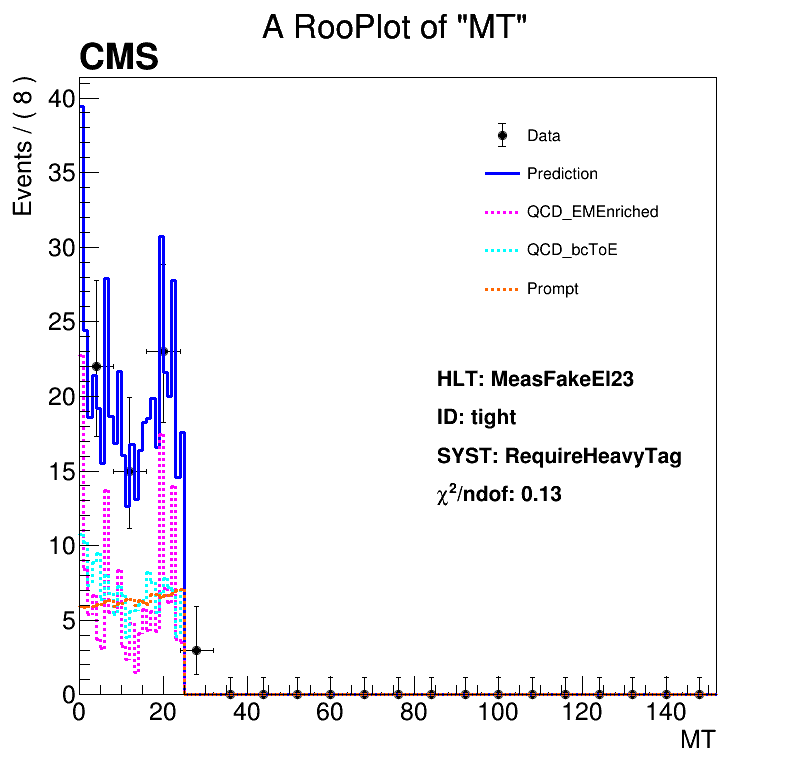 A RooPlot of "MT"
CMS
Events / ( 8 )
40
35
30
25
20
15
10
5
0
Data
Prediction
QCD_EMEnriched
QCD_bcToE
Prompt
HLT: MeasFakeEl23
ID: tight
SYST: RequireHeavyTag
χ²/ndof: 0.13
0 20 40 60 80 100 120 140
MT